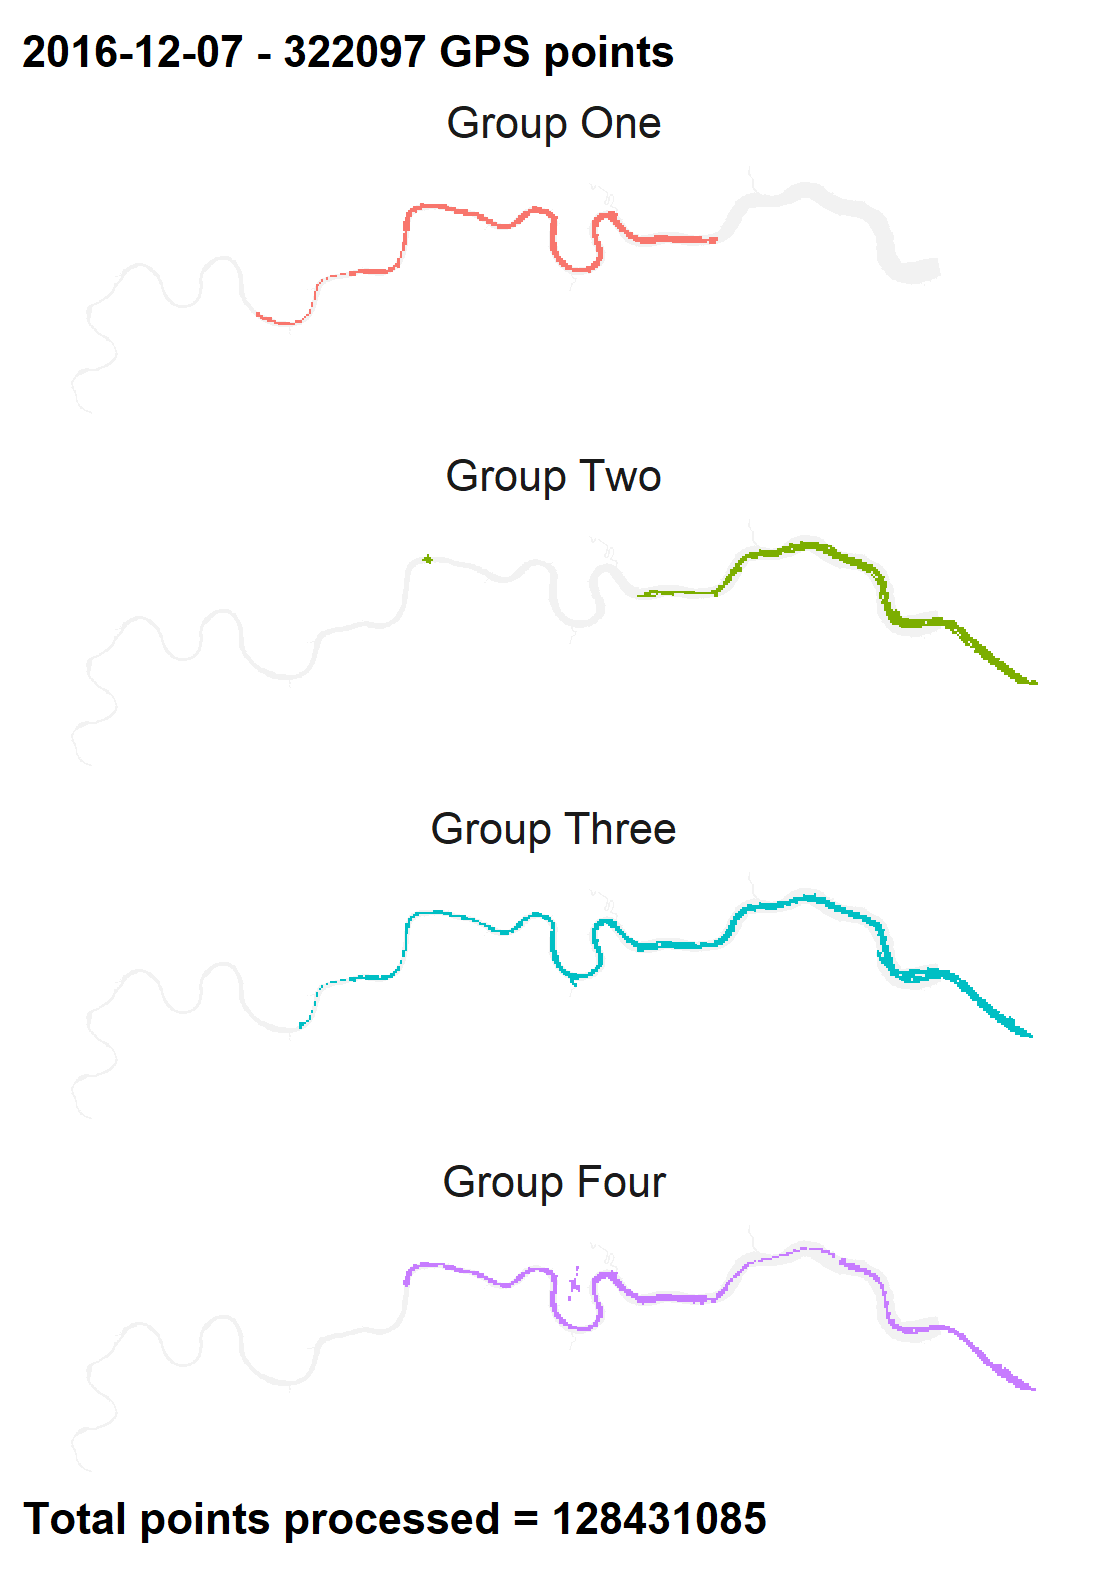 2016-12-07 - 322097 GPS points
Group One
Group Two
Group Three
Group Four
Total points processed = 128431085